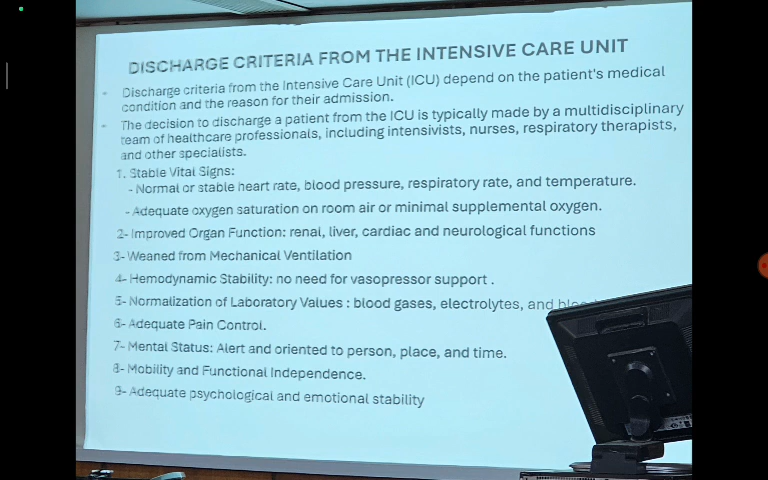 DISCHARGE CRITERIA FROM THE INTENSIVE CARE UNIT
- Discharge criteria from the Intensive Care Unit (ICU) depend on the patient's medical
condition and the reason for their admission.
- The decision to discharge a patient from the ICU is typically made by a multidisciplinary
team of healthcare professionals, including intensivists, nurses, respiratory therapists,
and other specialists.
1. Stable Vital Signs:
- Normal or stable heart rate, blood pressure, respiratory rate, and temperature.
- Adequate oxygen saturation on room air or minimal supplemental oxygen.
2- Improved Organ Function: renal, liver, cardiac and neurological functions
3- Weaned from Mechanical Ventilation
4- Hemodynamic Stability: no need for vasopressor support .
5- Normalization of Laboratory Values : blood gases, electrolytes, and
6- Adequate Pain Control.
7- Mental Status: Alert and oriented to person, place, and time.
8- Mobility and Functional Independence.
9- Adequate psychological and emotional stability